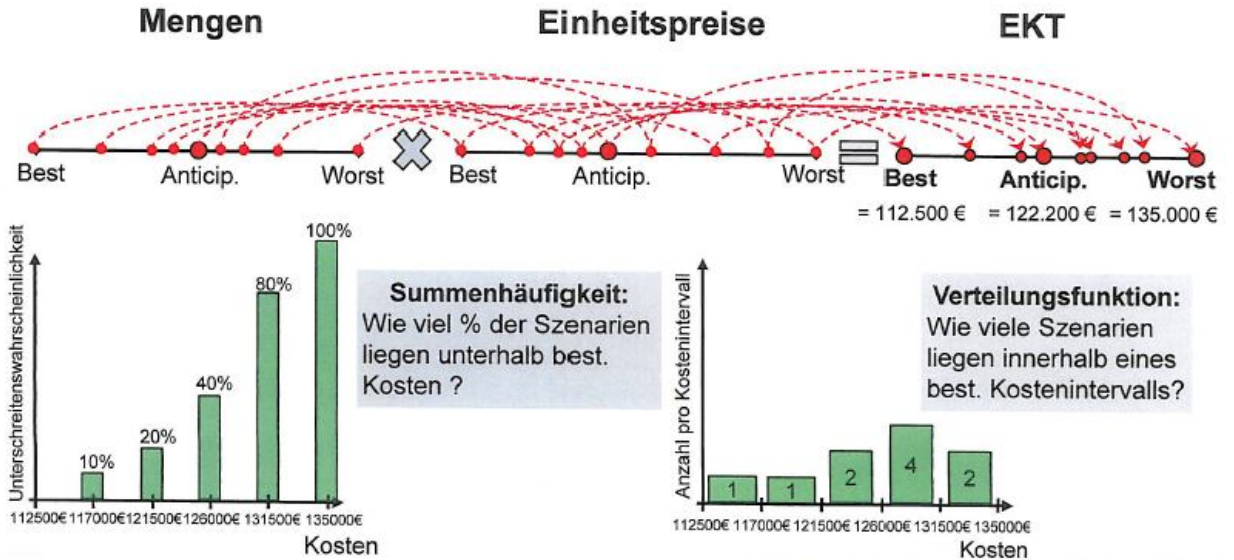 Mengen
Einheitspreise
EKT
Best
Anticip.
Worst
Best
Anticip.
Worst
Best
Anticip.
Worst
= 112.500 €
= 122.200 €
= 135.000 €
Unterschreitenswahrscheinlichkeit
10%
20%
40%
80%
100%
112500€
117000€
121500€
126000€
131500€
135000€
Kosten
Summenhäufigkeit:
Wie viel % der Szenarien
liegen unterhalb best.
Kosten ?
Anzahl pro Kostenintervall
1
1
2
4
2
112500€
117000€
121500€
126000€
131500€
135000€
Kosten
Verteilungsfunktion:
Wie viele Szenarien
liegen innerhalb eines
best. Kostenintervalls?